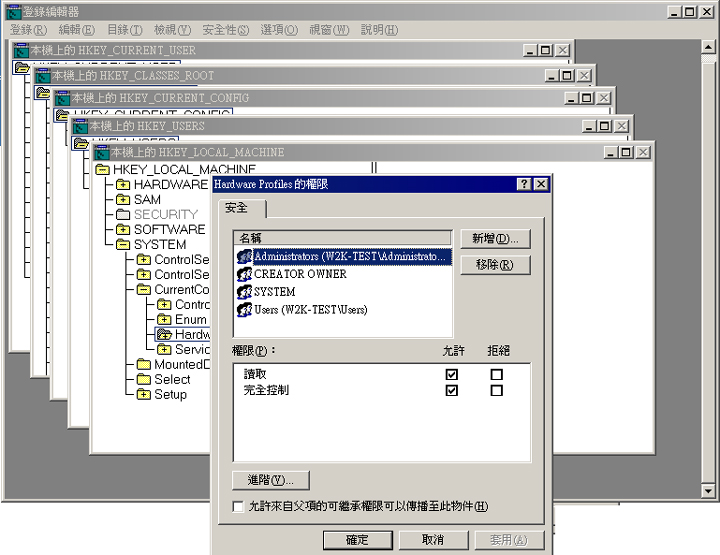 登錄編輯器
登錄(R) 編輯(E) 目錄(T) 檢視(V) 安全性(S) 選項(O) 視窗(W) 說明(H)
本機上的 HKEY_CURRENT_USER
本機上的 HKEY_CLASSES_ROOT
本機上的 HKEY_CURRENT_CONFIG
HKEY_CURRENT_CONFIG
本機上的 HKEY_USERS
本機上的 HKEY_LOCAL_MACHINE
HKEY_LOCAL_MACHINE
HARDWARE
SAM
SECURITY
SOFTWARE
SYSTEM
ControlSe
ControlSe
CurrentCo
Contro
Enum
Hardw
Servic
MountedD
Select
Setup
Hardware Profiles 的權限
安全
名稱
新增(D)...
Administrators (W2K-TEST\Administrato...
移除(R)
CREATOR OWNER
SYSTEM
Users (W2K-TEST\Users)
權限(P)： 允許 拒絕
讀取
完全控制
進階(V)...
允許來自父項的可繼承權限可以傳播至此物件(H)
確定 取消 套用(A)